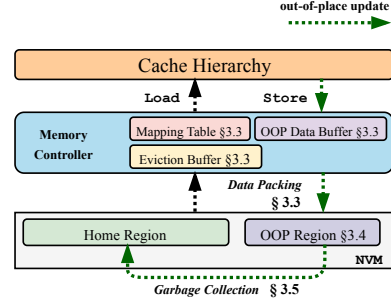 out-of-place update
Cache Hierarchy
Load Store
Memory Controller
Mapping Table §3.3 OOP Data Buffer §3.3
Eviction Buffer §3.3
Data Packing
§ 3.3
Home Region OOP Region §3.4
NVM
Garbage Collection § 3.5